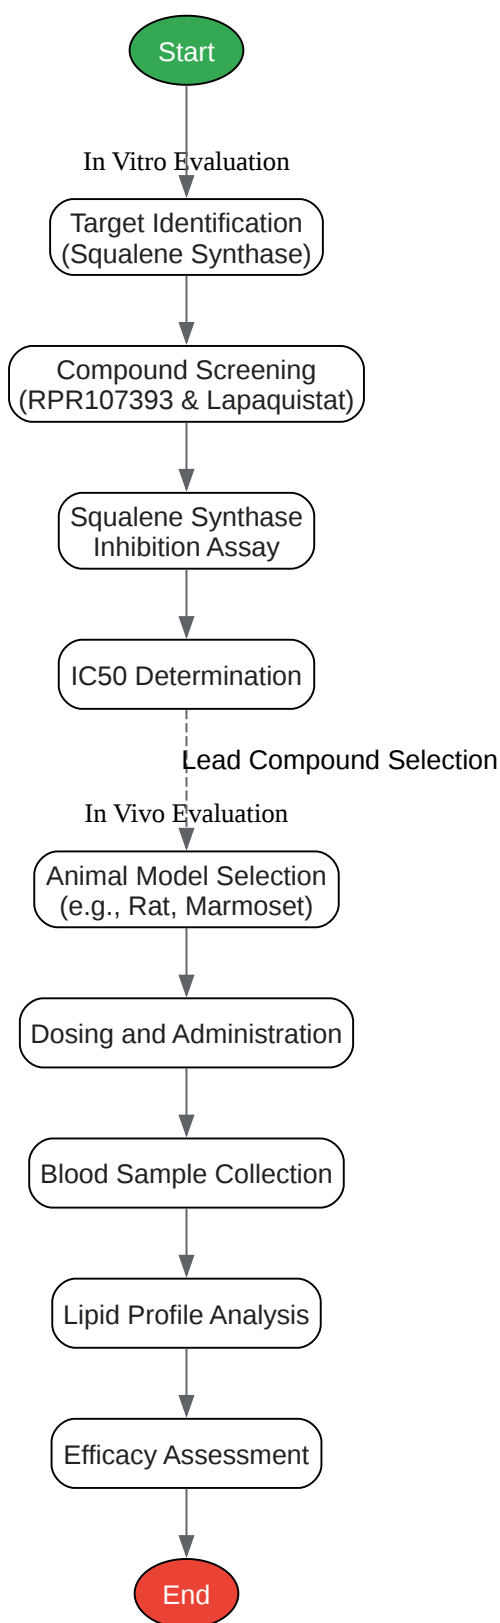 Start
In Vitro Evaluation
Target Identification
(Squalene Synthase)
Compound Screening
(RPR107393 & Lapaquistat)
Squalene Synthase
Inhibition Assay
IC50 Determination
Lead Compound Selection
In Vivo Evaluation
Animal Model Selection
(e.g., Rat, Marmoset)
Dosing and Administration
Blood Sample Collection
Lipid Profile Analysis
Efficacy Assessment
End